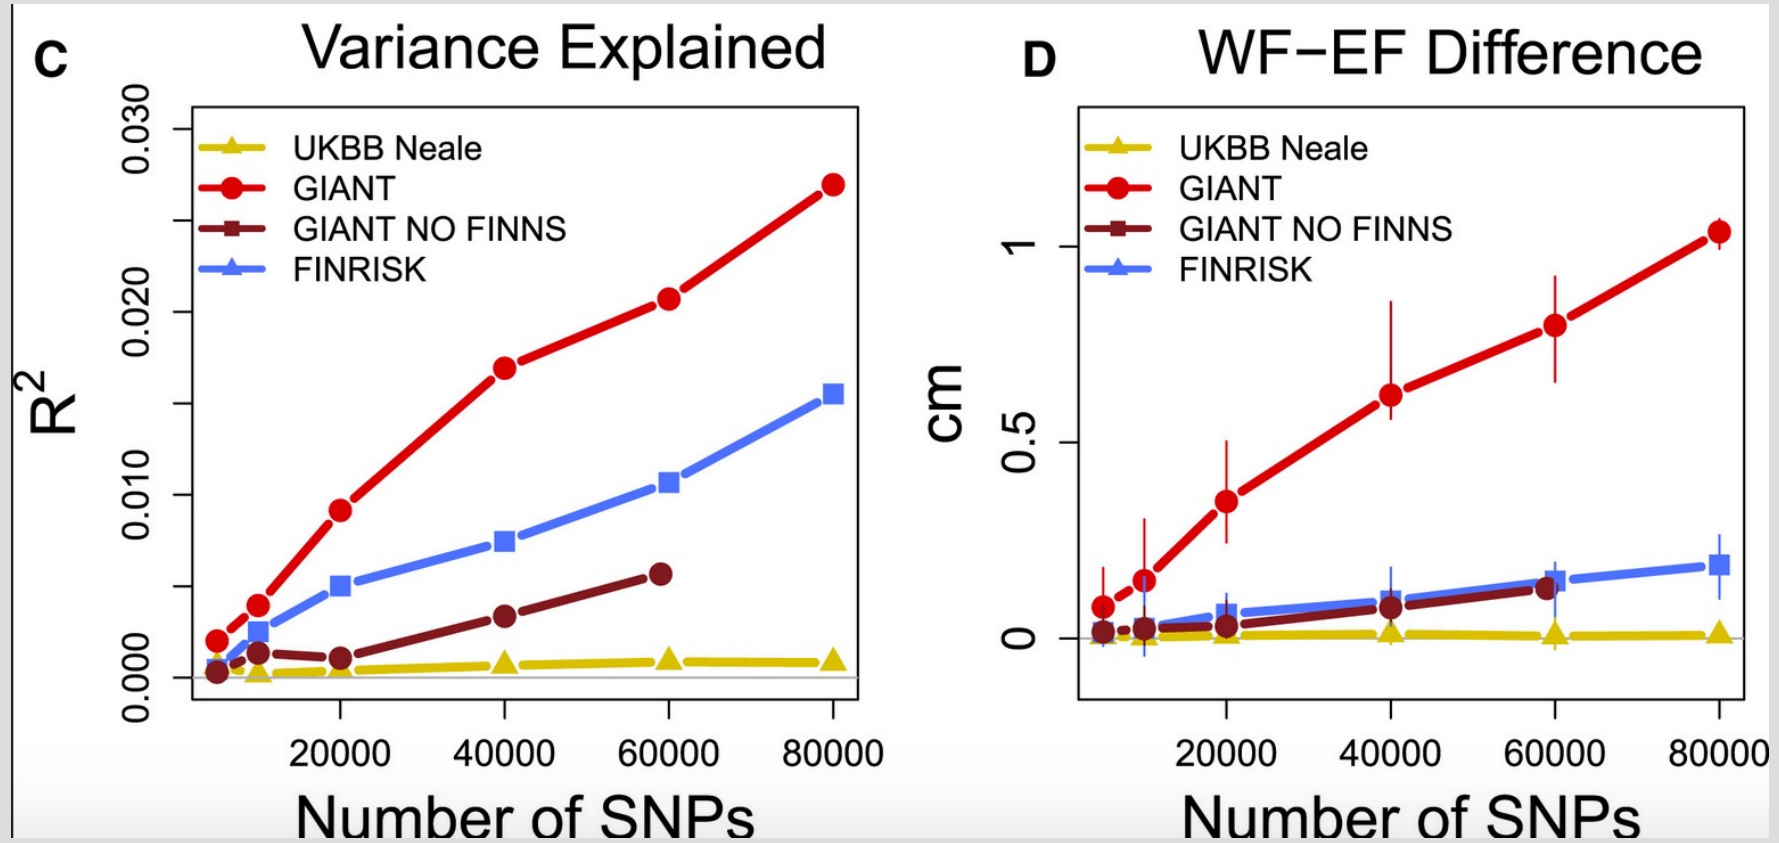 C
Variance Explained
0.030
0.020
0.010
0.000
R2
UKBB Neale
GIANT
GIANT NO FINNS
FINRISK
20000 40000 60000 80000
Number of SNPs
D
WF−EF Difference
1
0.5
0
cm
UKBB Neale
GIANT
GIANT NO FINNS
FINRISK
20000 40000 60000 80000
Number of SNPs